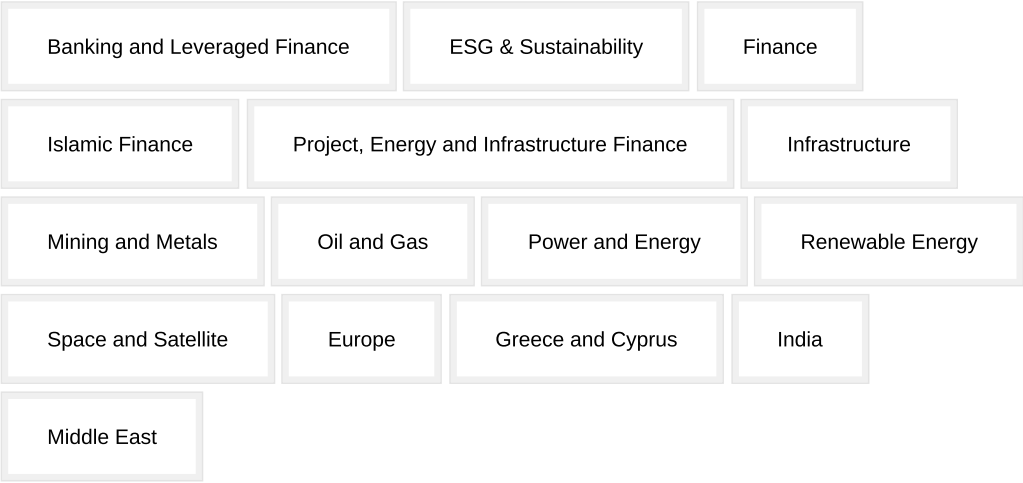 Banking and Leveraged Finance
ESG & Sustainability
Finance
Islamic Finance
Project, Energy and Infrastructure Finance
Infrastructure
Mining and Metals
Oil and Gas
Power and Energy
Renewable Energy
Space and Satellite
Europe
Greece and Cyprus
India
Middle East